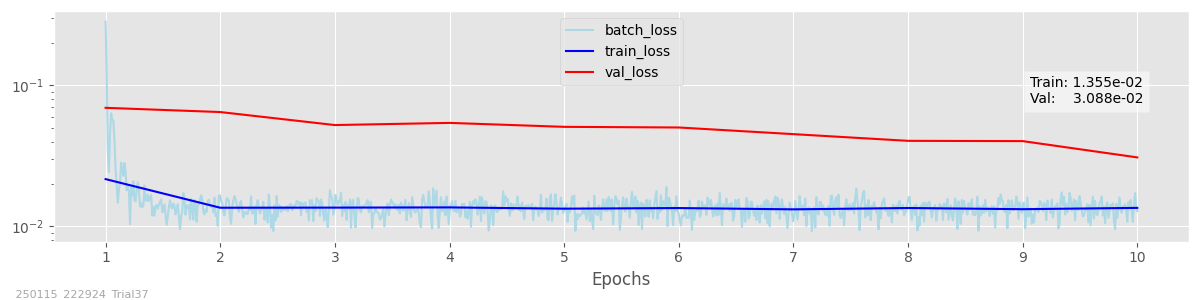 batch_loss
train_loss
val_loss
10⁻¹
10⁻²
Train: 1.355e-02
Val: 3.088e-02
1 2 3 4 5 6 7 8 9 10
Epochs
250115_222924_Trial37